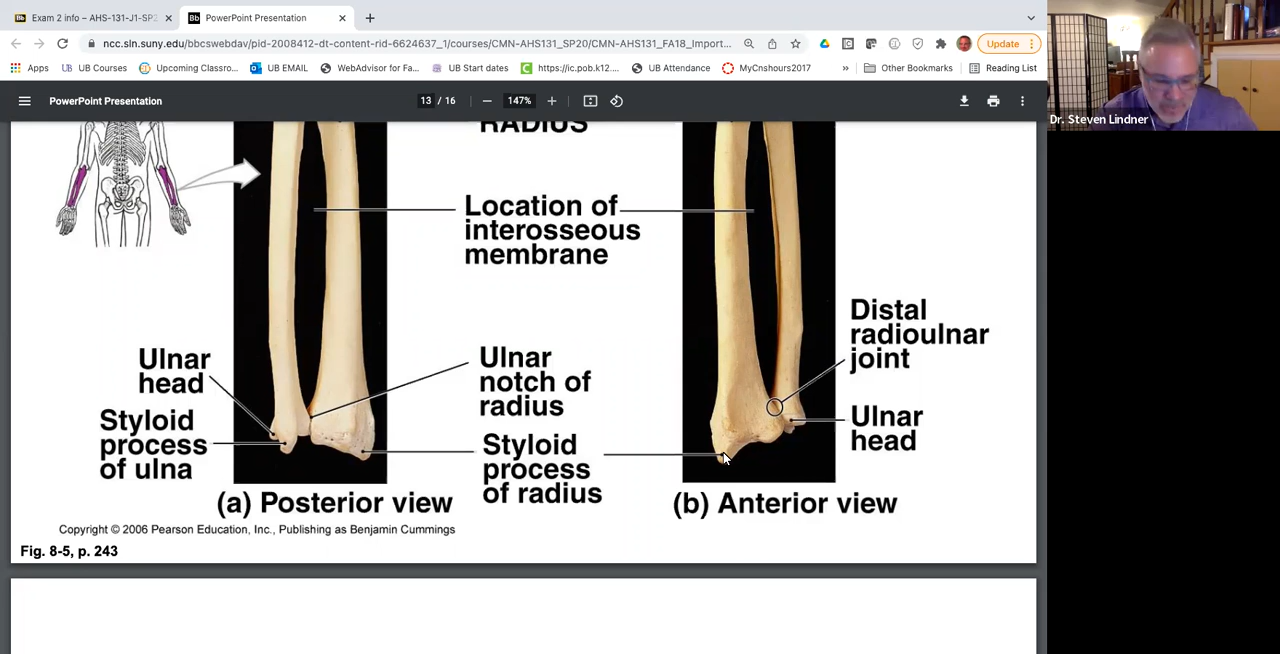 Exam 2 info – AHS-131-J1-SP2
PowerPoint Presentation
ncc.sln.suny.edu/bbcswebdav/pid-2008412-dt-content-rid-6624637_1/courses/CMN-AHS131_SP20/CMN-AHS131_FA18_Import...
Update
Apps
UB Courses
Upcoming Classro...
UB EMAIL
WebAdvisor for Fa...
UB Start dates
https://ic.pob.k12....
UB Attendance
MyCnshours2017
»
Other Bookmarks
Reading List
PowerPoint Presentation
13 / 16
147%
Dr. Steven Lindner
RADIUS
Location of
interosseous
membrane
Distal
radioulnar
joint
Ulnar
head
Ulnar
notch of
radius
Styloid
process
of ulna
Styloid
process
of radius
Ulnar
head
(a) Posterior view
(b) Anterior view
Copyright © 2006 Pearson Education, Inc., Publishing as Benjamin Cummings
Fig. 8-5, p. 243